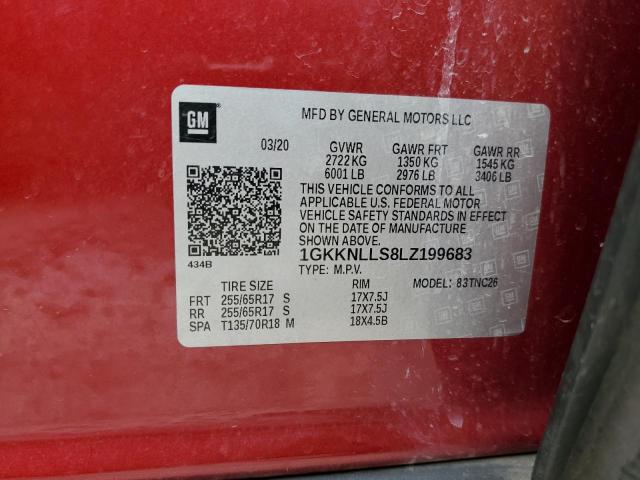 GM
MFD BY GENERAL MOTORS LLC
03/20 GVWR GAWR FRT GAWR RR
2722 KG 1350 KG 1545 KG
6001 LB 2976 LB 3406 LB
THIS VEHICLE CONFORMS TO ALL
APPLICABLE U.S. FEDERAL MOTOR
VEHICLE SAFETY STANDARDS IN EFFECT
ON THE DATE OF MANUFACTURE
SHOWN ABOVE.
434B
1GKKNLLS8LZ199683
TYPE: M.P.V. MODEL: 83TNC26
TIRE SIZE RIM
FRT 255/65R17 S 17X7.5J
RR 255/65R17 S 17X7.5J
SPA T135/70R18 M 18X4.5B